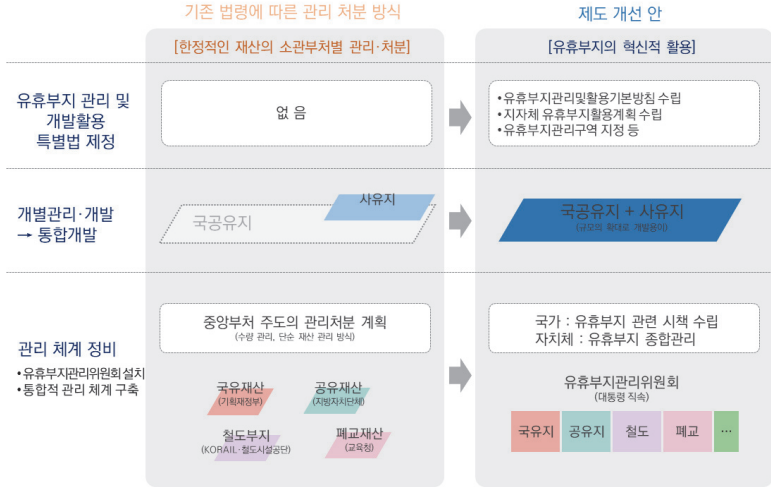 기존 법령에 따른 관리 처분 방식
제도 개선 안
[한정적인 재산의 소관부처별 관리·처분]
[유휴부지의 혁신적 활용]
유휴부지 관리 및
개발활용
특별법 제정
없 음
•유휴부지관리및활용기본방침 수립
•지자체 유휴부지활용계획 수립
•유휴부지관리구역 지정 등
개별관리·개발
→ 통합개발
국공유지
사유지
국공유지 + 사유지
(규모의 확대로 개발용이)
관리 체계 정비
•유휴부지관리위원회설치
•통합적 관리 체계 구축
중앙부처 주도의 관리처분 계획
(수량 관리, 단순 재산 관리 방식)
국유재산
(기획재정부)
공유재산
(지방자치단체)
철도부지
(KORAIL·철도시설공단)
폐교재산
(교육청)
국가 : 유휴부지 관련 시책 수립
자치체 : 유휴부지 종합관리
유휴부지관리위원회
(대통령 직속)
국유지
공유지
철도
폐교
…